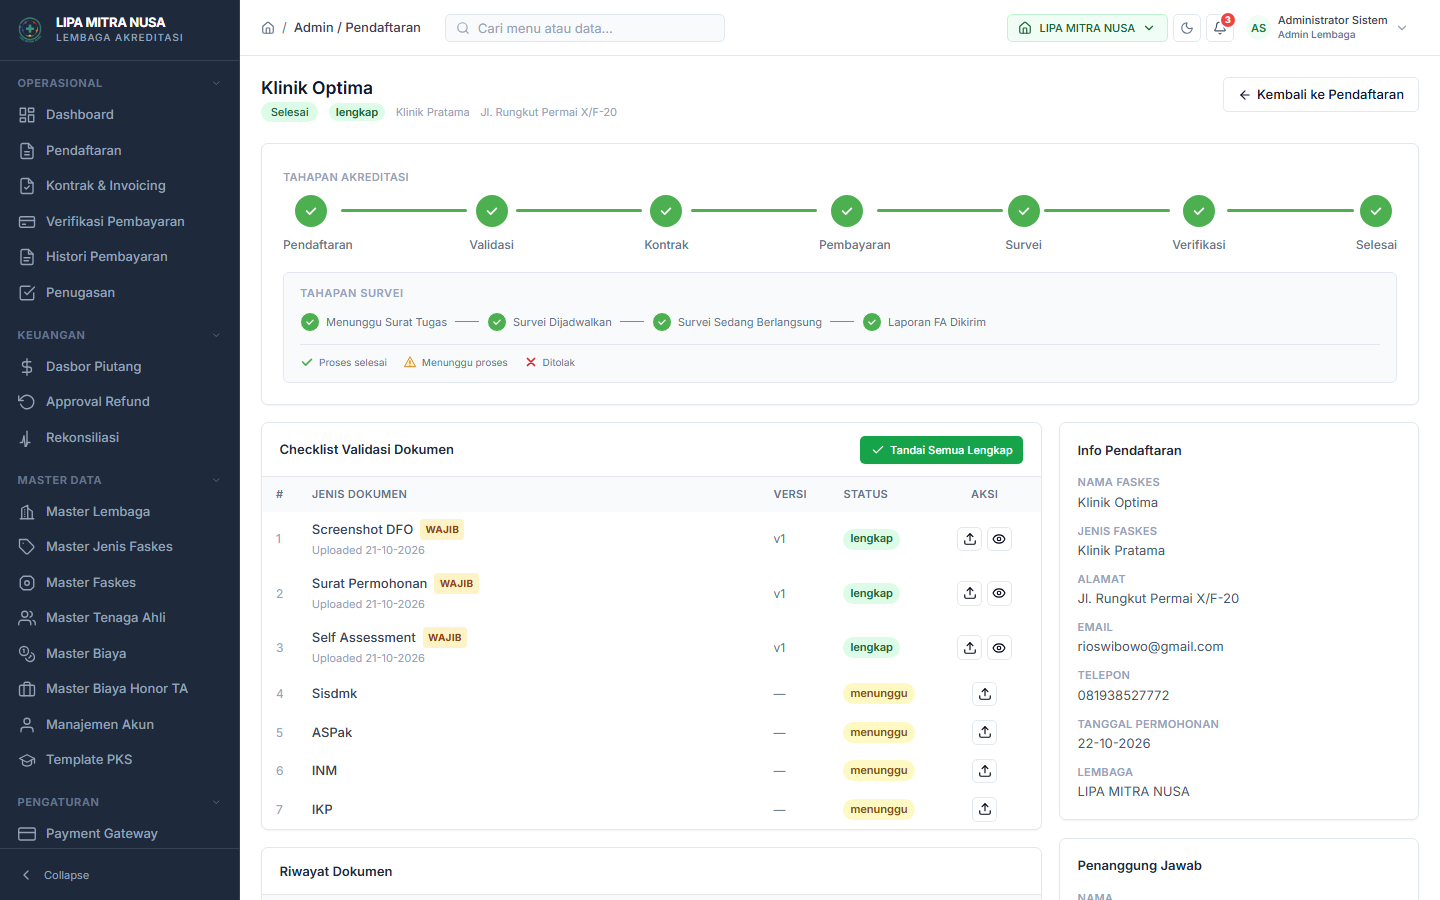 LIPA MITRA NUSA
LEMBAGA AKREDITASI
OPERASIONAL
Dashboard
Pendaftaran
Kontrak & Invoicing
Verifikasi Pembayaran
Histori Pembayaran
Penugasan
KEUANGAN
Dasbor Piutang
Approval Refund
Rekonsiliasi
MASTER DATA
Master Lembaga
Master Jenis Faskes
Master Faskes
Master Tenaga Ahli
Master Biaya
Master Biaya Honor TA
Manajemen Akun
Template PKS
PENGATURAN
Payment Gateway
Collapse
/ Admin / Pendaftaran
Cari menu atau data...
LIPA MITRA NUSA
3
AS
Administrator Sistem
Admin Lembaga
Klinik Optima
Selesai lengkap Klinik Pratama Jl. Rungkut Permai X/F-20
Kembali ke Pendaftaran
TAHAPAN AKREDITASI
Pendaftaran Validasi Kontrak Pembayaran Survei Verifikasi Selesai
TAHAPAN SURVEI
Menunggu Surat Tugas Survei Dijadwalkan Survei Sedang Berlangsung Laporan FA Dikirim
Proses selesai Menunggu proses Ditolak
Checklist Validasi Dokumen
Tandai Semua Lengkap
# JENIS DOKUMEN VERSI STATUS AKSI
1 Screenshot DFO WAJIB v1 lengkap
Uploaded 21-10-2026
2 Surat Permohonan WAJIB v1 lengkap
Uploaded 21-10-2026
3 Self Assessment WAJIB v1 lengkap
Uploaded 21-10-2026
4 Sisdmk — menunggu
5 ASPak — menunggu
6 INM — menunggu
7 IKP — menunggu
Riwayat Dokumen
Info Pendaftaran
NAMA FASKES
Klinik Optima
JENIS FASKES
Klinik Pratama
ALAMAT
Jl. Rungkut Permai X/F-20
EMAIL
rioswibowo@gmail.com
TELEPON
081938527772
TANGGAL PERMOHONAN
22-10-2026
LEMBAGA
LIPA MITRA NUSA
Penanggung Jawab
NAMA